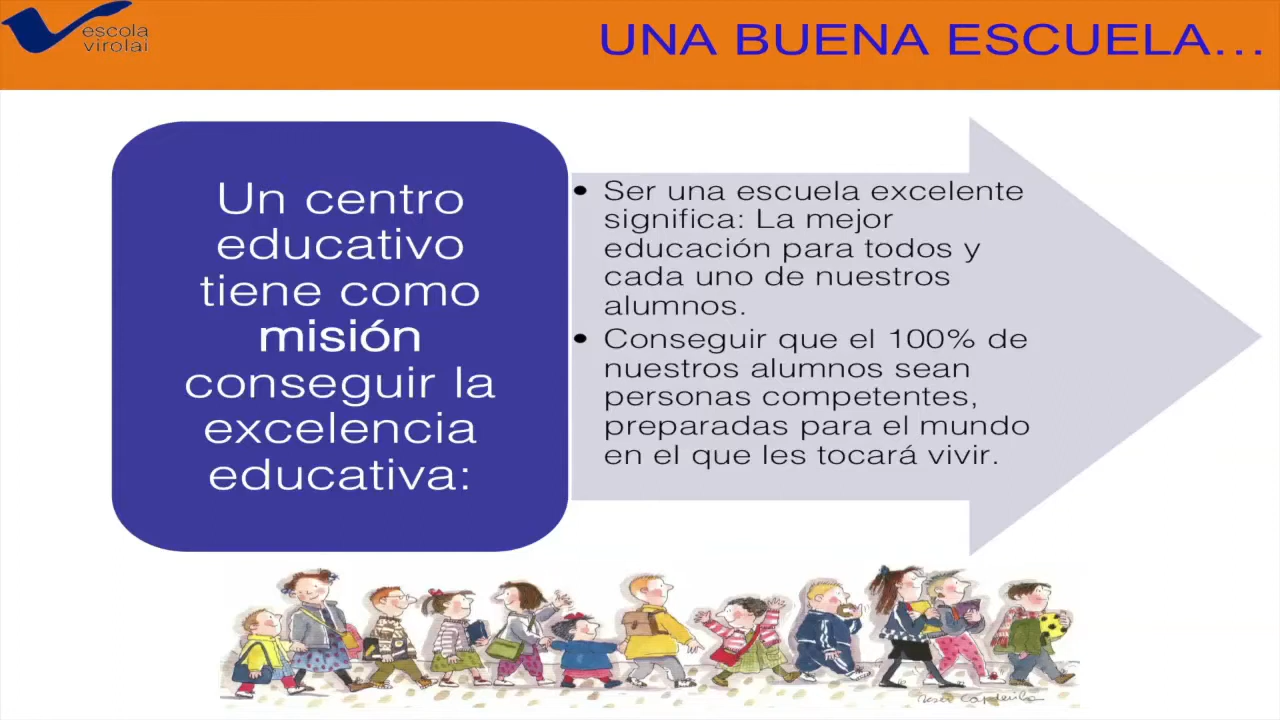 escola
virolai
UNA BUENA ESCUELA...
Un centro
educativo
tiene como
misión
conseguir la
excelencia
educativa:
• Ser una escuela excelente
significa: La mejor
educación para todos y
cada uno de nuestros
alumnos.
• Conseguir que el 100% de
nuestros alumnos sean
personas competentes,
preparadas para el mundo
en el que les tocará vivir.